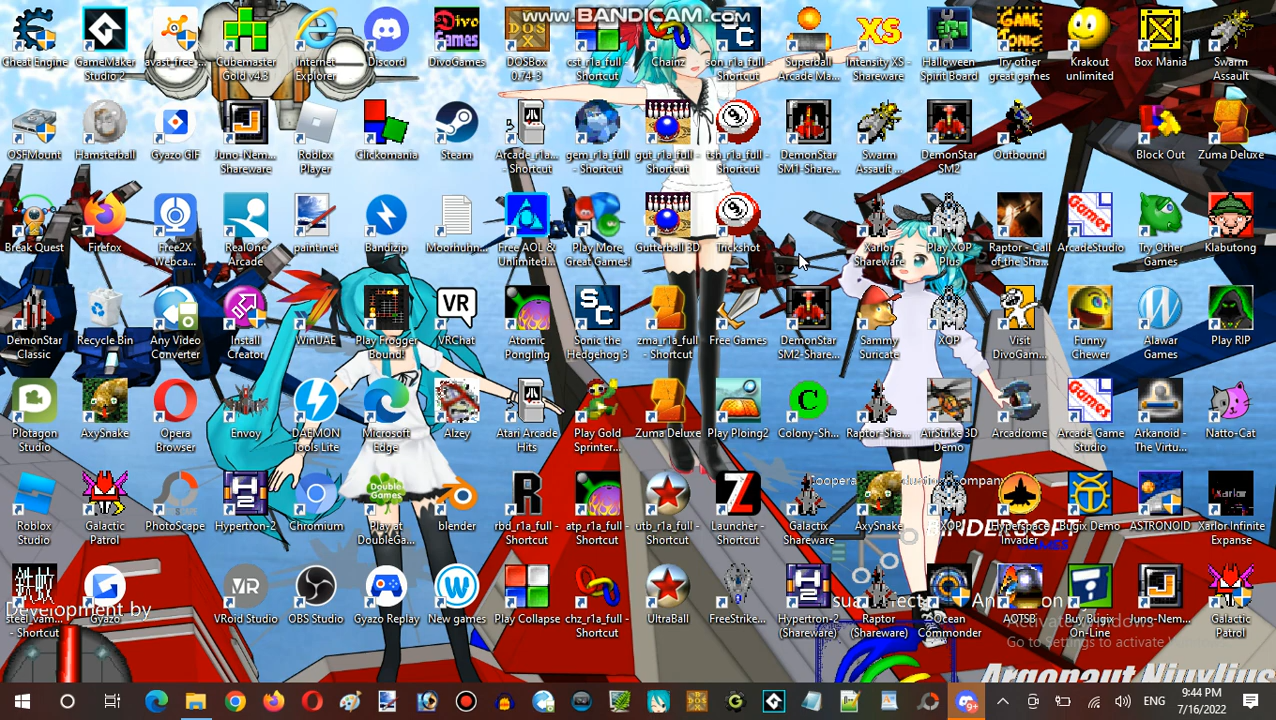 www.BANDICAM.com
Cheat Engine
GameMaker Studio 2
avast_free_...
Cubemaster Gold v4.3
Internet Explorer
Discord
DivoGames
DOSBox 0.74-3
cst_r1a_full - Shortcut
Chainz
son_r1a_full - Shortcut
Superball Arcade Ma...
Intensity XS - Shareware
Halloween Spirit Board
Try other great games
Krakout unlimited
Box Mania
Swarm Assault
OSFMount
Hamsterball
Gyazo GIF
Juno-Nem... Shareware
Roblox Player
Clickomania
Steam
Arcade_r1a... - Shortcut
gem_r1a_full - Shortcut
gut_r1a_full - Shortcut
tsh_r1a_full - Shortcut
DemonStar SM1-Share...
Swarm Assault ...
DemonStar SM2
Outbound
Block Out
Zuma Deluxe
Break Quest
Firefox
Free2X Webca...
RealOne Arcade
paint.net
Bandizip
Moorhuhn...
Free AOL & Unlimited...
Play More Great Games!
Gutterball 3D
Trickshot
Xarlor Shareware
Play XOP Plus
Raptor - Call of the Sha...
ArcadeStudio
Try Other Games
Klabutong
DemonStar Classic
Recycle Bin
Any Video Converter
Install Creator
WinUAE
Play Frogger Bound!
VRChat
Atomic Pongling
Sonic the Hedgehog 3
zma_r1a_full - Shortcut
Free Games
DemonStar SM2-Share...
Sammy Suricate
XOP
Visit DivoGam...
Funny Chewer
Alawar Games
Play RIP
Plotagon Studio
AxySnake
Opera Browser
Envoy
DAEMON Tools Lite
Microsoft Edge
Alzey
Atari Arcade Hits
Play Gold Sprinter...
Zuma Deluxe
Play Ploing2
Colony-Sh...
Raptor-Sha...
AirStrike 3D Demo
Arcadrome
Arcade Game Studio
Arkanoid - The Virtu...
Natto-Cat
Roblox Studio
Galactic Patrol
PhotoScape
Hypertron-2
Chromium
Play at DoubleGa...
blender
rbd_r1a_full - Shortcut
atp_r1a_full - Shortcut
utb_r1a_full - Shortcut
Launcher - Shortcut
Galactix Shareware
AxySnake
XOP
Hyperspace Invader
Bugix Demo
ASTRONOID
Xarlor Infinite Expanse
steel_vam... - Shortcut
Gyazo
VRoid Studio
OBS Studio
Gyazo Replay
New games
Play Collapse
chz_r1a_full - Shortcut
UltraBall
FreeStrike...
Hypertron-2 (Shareware)
Raptor (Shareware)
Ocean Commander
AOTSB
Buy Bugix On-Line
Juno-Nem...
Galactic Patrol
Development by
Activate Windows
Go to Settings to activate
Argonaut
ENG
9:44 PM
7/16/2022